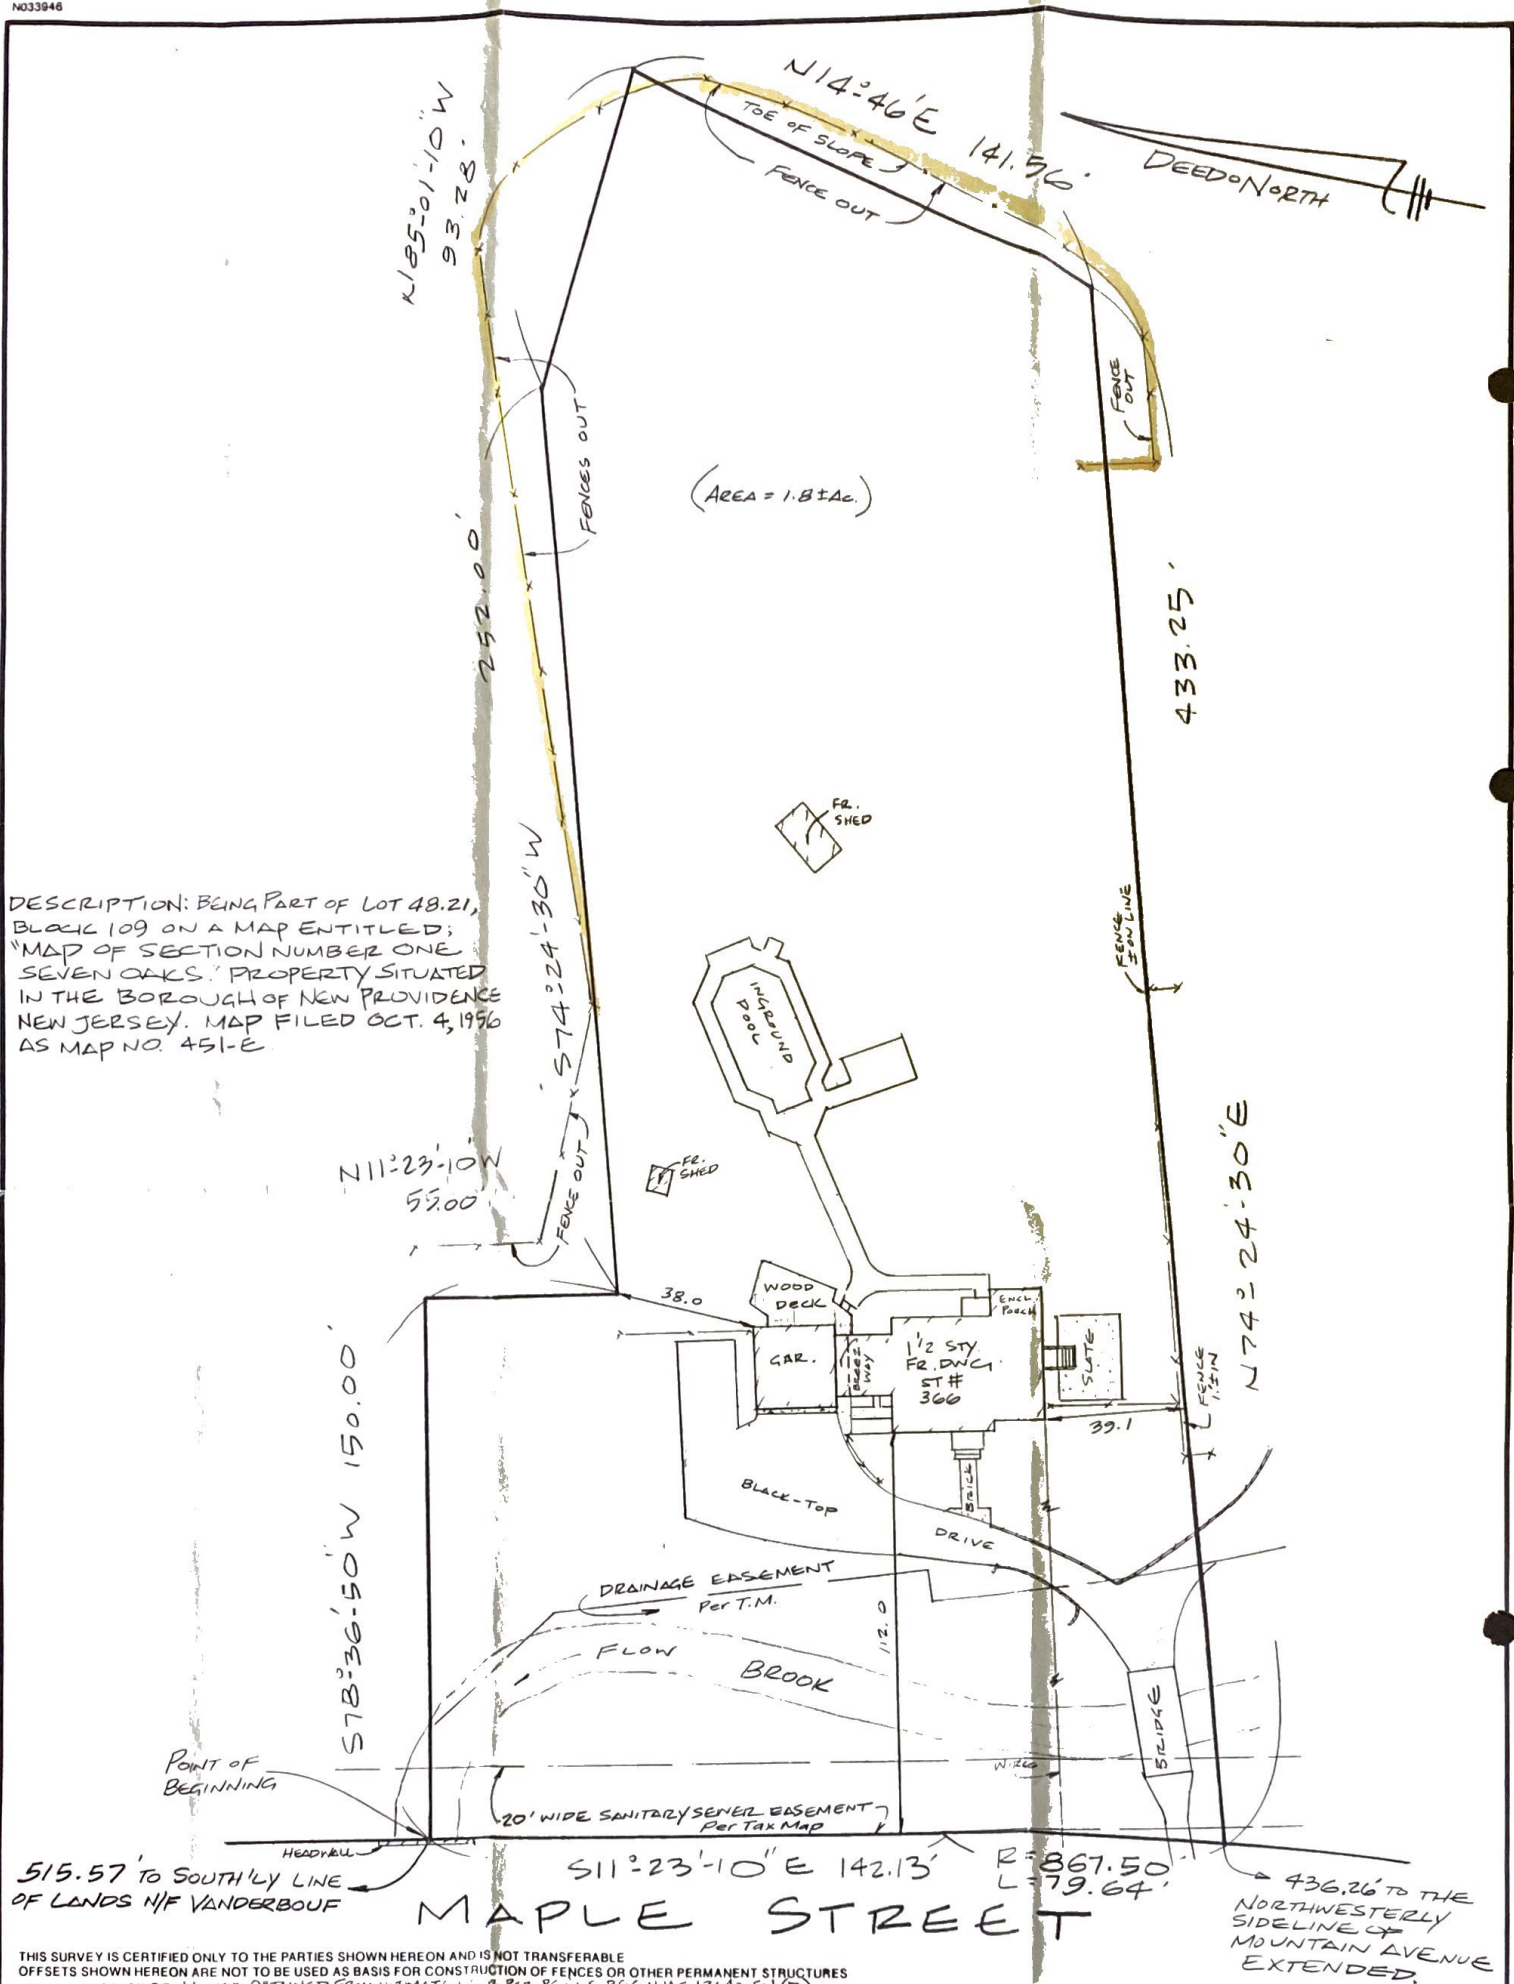 N033946
N14°-46'E 141.56'
TOE OF SLOPE
FENCE OUT
DEED NORTH
N85°-01'-10"W
93.28'
FENCE
OUT
FENCES OUT
(AREA = 1.8± AC.)
252.00'
433.25'
FR.
SHED
DESCRIPTION: BEING PART OF LOT 48.21,
BLOCK 109 ON A MAP ENTITLED;
"MAP OF SECTION NUMBER ONE
SEVEN OAKS." PROPERTY SITUATED
IN THE BOROUGH OF NEW PROVIDENCE
NEW JERSEY. MAP FILED OCT. 4, 1956
AS MAP NO. 451-E
S74°-24'-30"W
FENCE
± ON LINE
INGROUND
POOL
N74°-24'-30"E
N11°-23'-10"W
55.00'
FENCE OUT
FR.
SHED
38.0
WOOD
DECK
ENCL
PORCH
GAR.
BREEZ
WAY
1 1/2 STY
FR. DWG
ST #
366
SLATE
FENCE
1'± IN
39.1
S78°-36'-50"W 150.00'
BLACK-TOP
BRICK
DRIVE
DRAINAGE EASEMENT
Per T.M.
112.0
FLOW
BROOK
BRIDGE
POINT OF
BEGINNING
WIRES
20' WIDE SANITARY SEWER EASEMENT
Per Tax Map
HEADWALL
515.57' TO SOUTH'LY LINE
OF LANDS N/F VANDERBOUF
S11°-23'-10"E 142.13'
R=867.50'
L=79.64'
436.26' TO THE
NORTHWESTERLY
SIDELINE OF
MOUNTAIN AVENUE
EXTENDED.
MAPLE STREET
THIS SURVEY IS CERTIFIED ONLY TO THE PARTIES SHOWN HEREON AND IS NOT TRANSFERABLE
OFFSETS SHOWN HEREON ARE NOT TO BE USED AS BASIS FOR CONSTRUCTION OF FENCES OR OTHER PERMANENT STRUCTURES